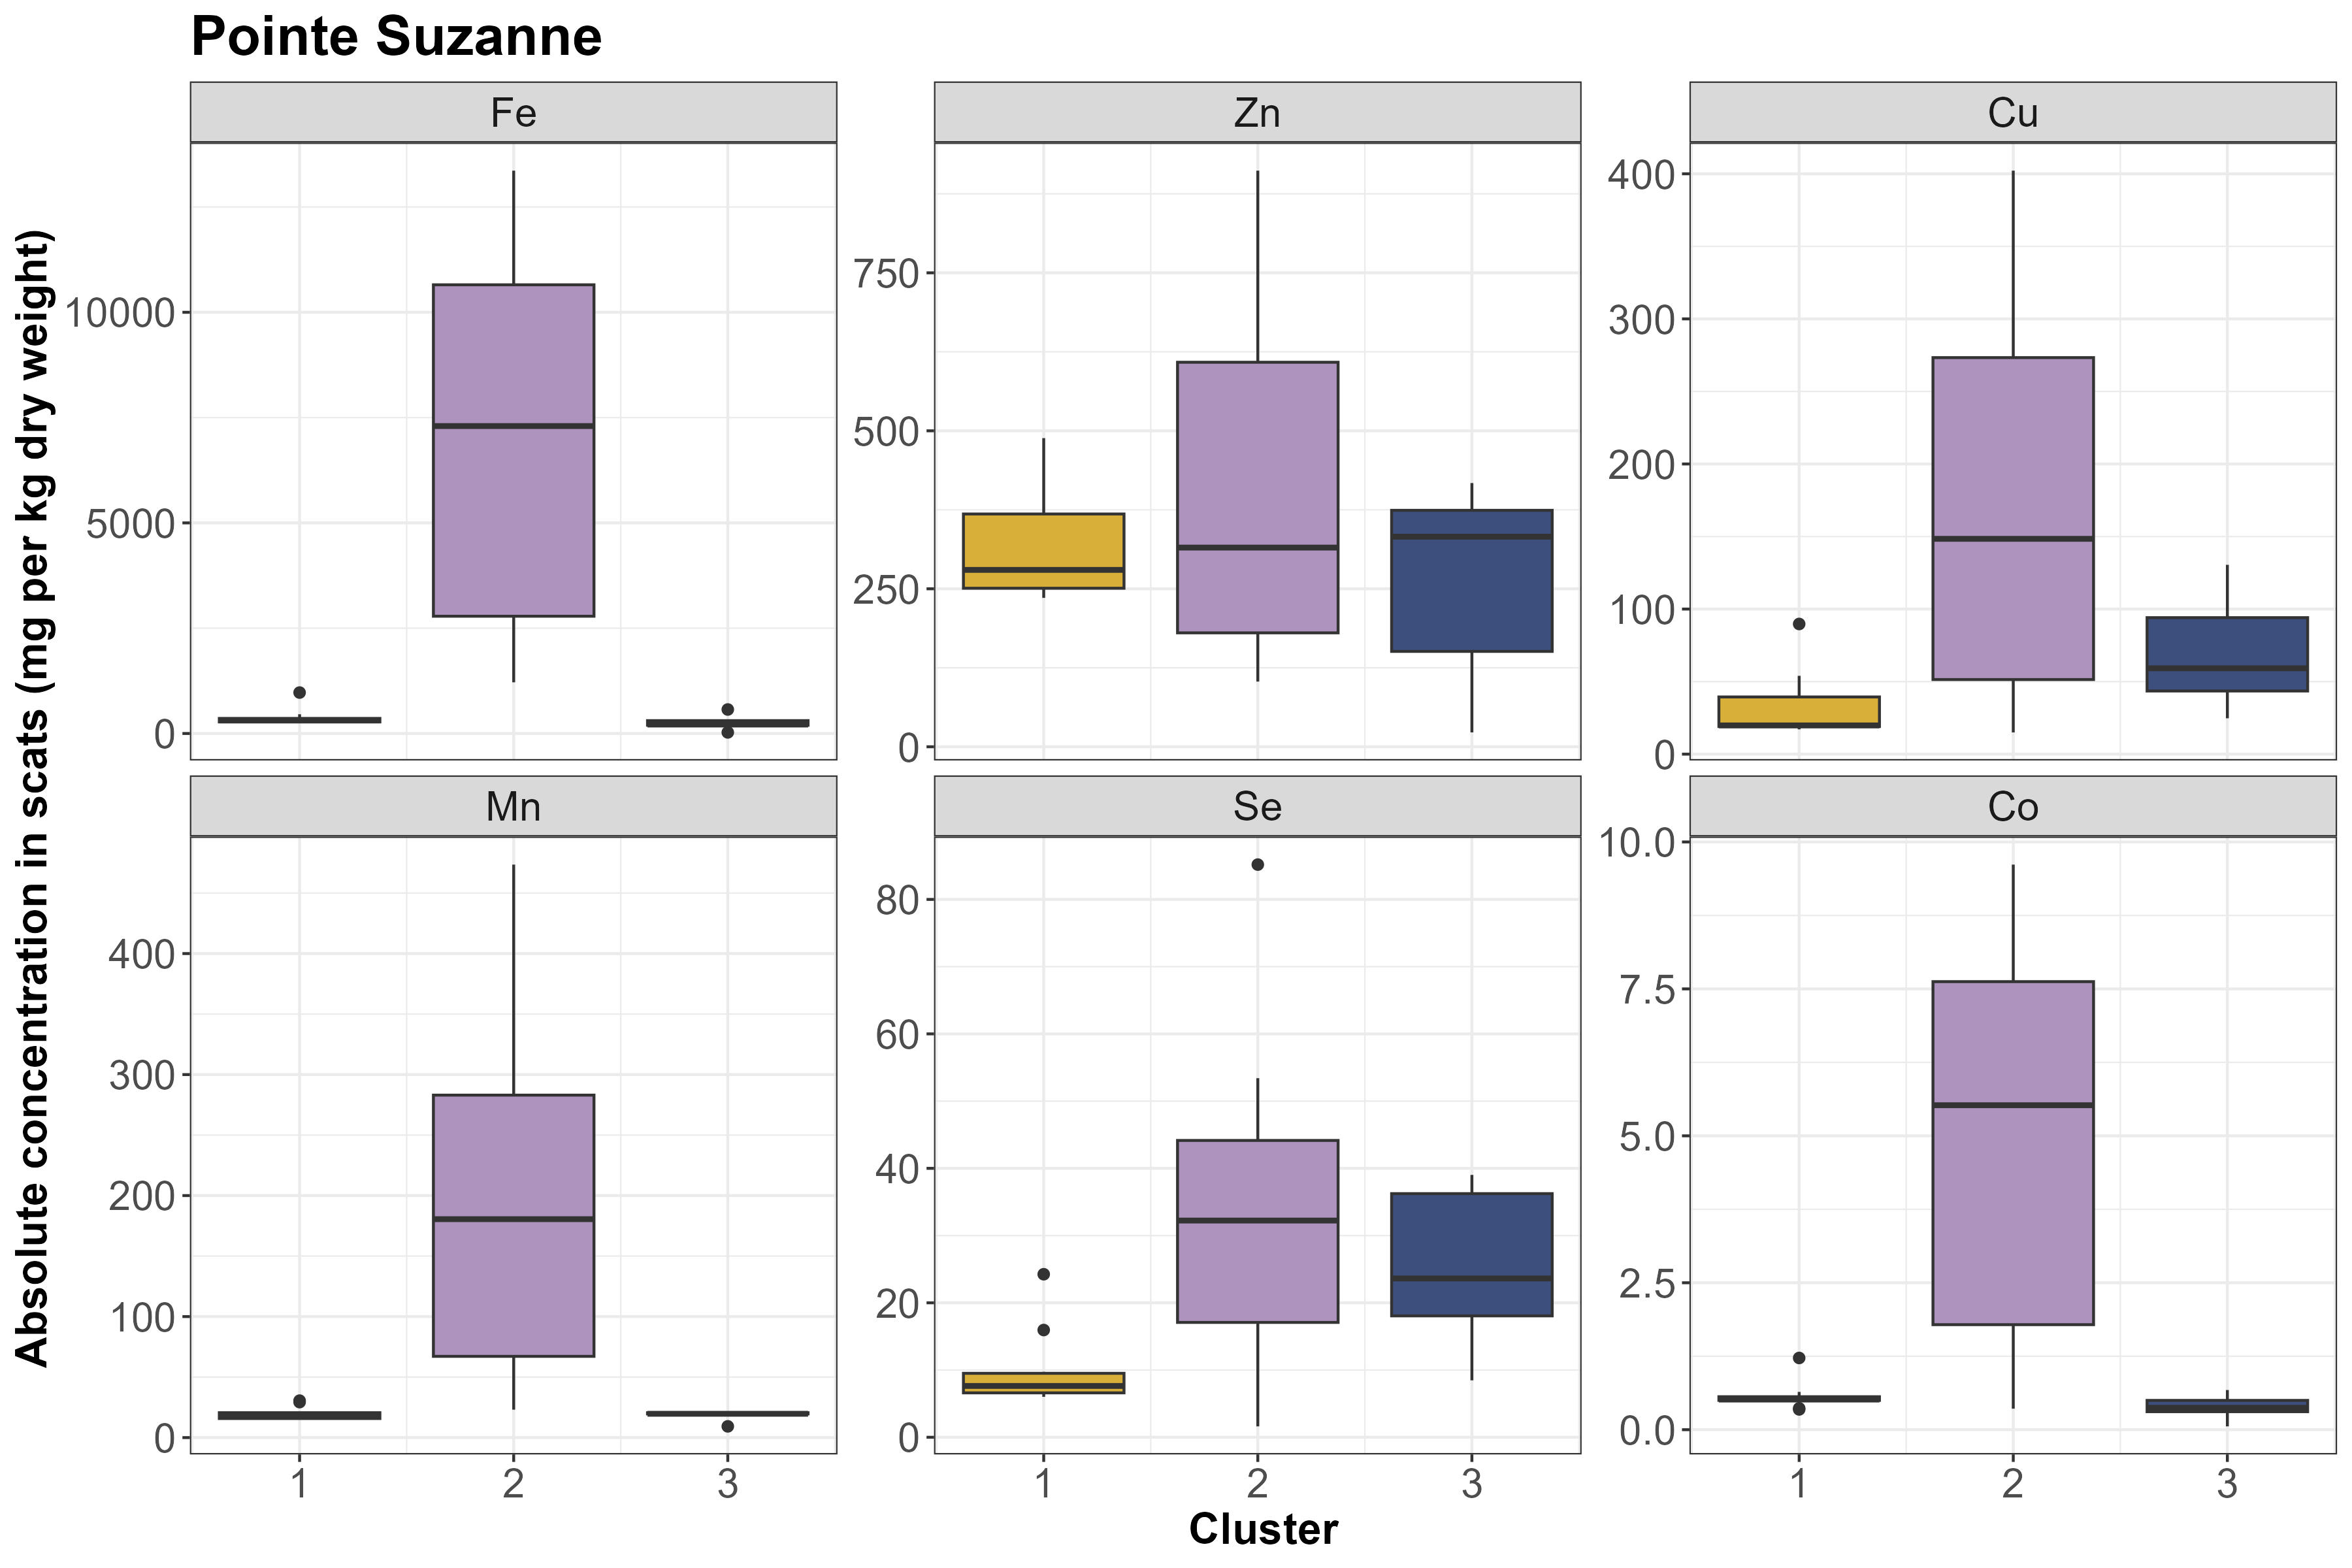 Pointe Suzanne
Absolute concentration in scats (mg per kg dry weight)
Fe
10000
5000
0
Zn
750
500
250
0
Cu
400
300
200
100
0
Mn
400
300
200
100
0
1 2 3
Se
80
60
40
20
0
1 2 3
Co
10.0
7.5
5.0
2.5
0.0
1 2 3
Cluster